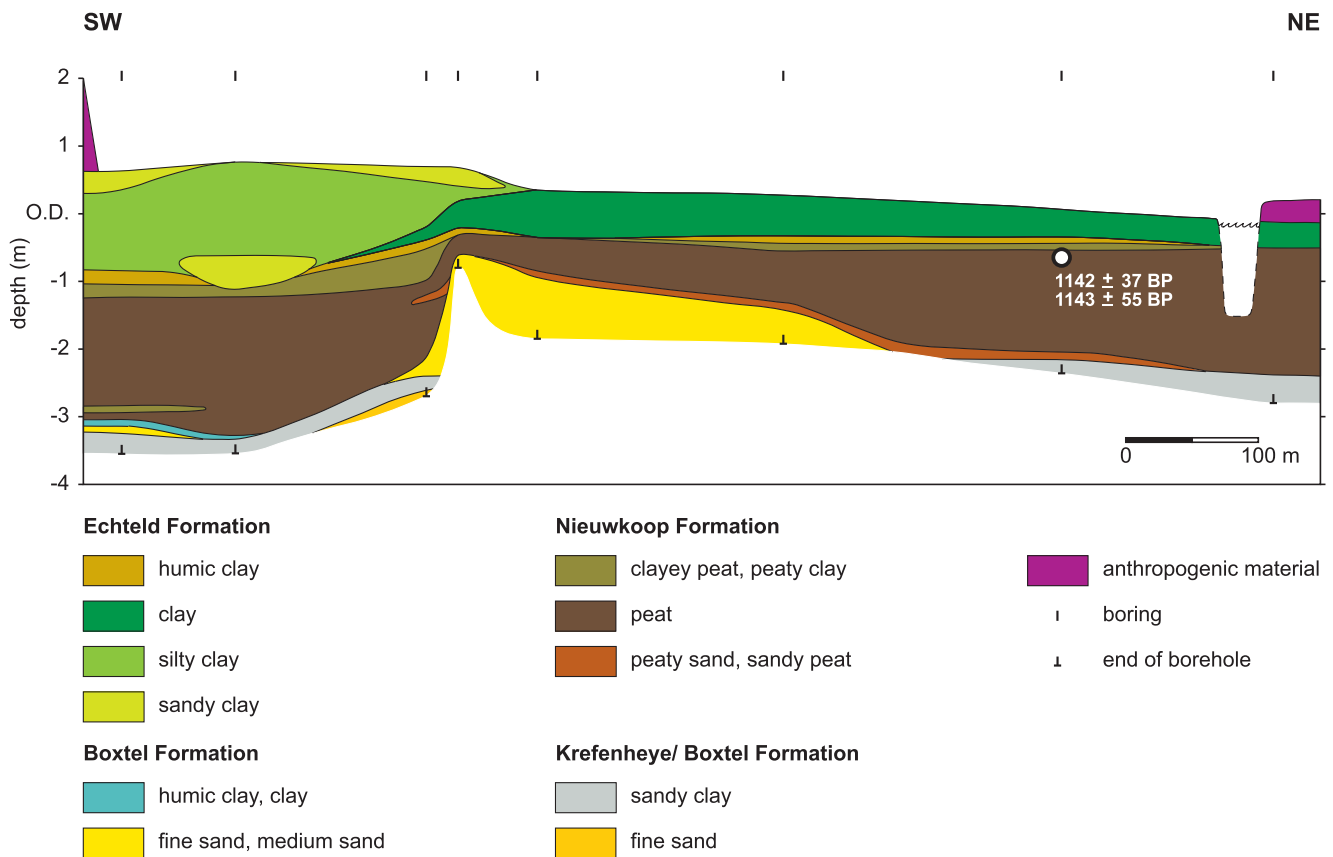 SW
NE
2
1
O.D.
-1
-2
-3
-4
depth (m)
1142 ± 37 BP
1143 ± 55 BP
0 100 m
Echteld Formation
humic clay
clay
silty clay
sandy clay
Boxtel Formation
humic clay, clay
fine sand, medium sand
Nieuwkoop Formation
clayey peat, peaty clay
peat
peaty sand, sandy peat
Krefenheye/ Boxtel Formation
sandy clay
fine sand
anthropogenic material
boring
end of borehole